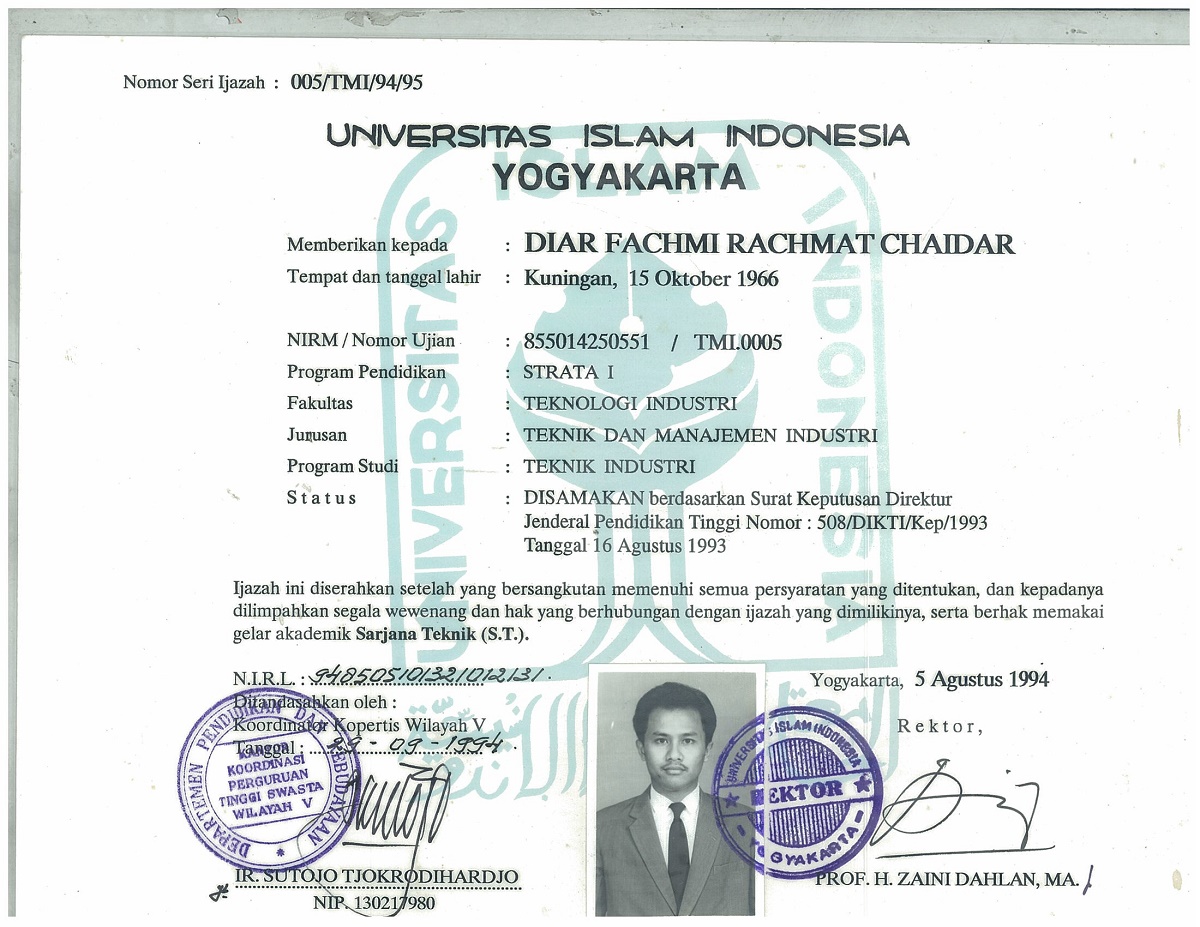 Nomor Seri Ijazah : 005/TMI/94/95
UNIVERSITAS ISLAM INDONESIA
YOGYAKARTA
Memberikan kepada : DIAR FACHMI RACHMAT CHAIDAR
Tempat dan tanggal lahir : Kuningan, 15 Oktober 1966
NIRM / Nomor Ujian : 855014250551 / TMI.0005
Program Pendidikan : STRATA I
Fakultas : TEKNOLOGI INDUSTRI
Jurusan : TEKNIK DAN MANAJEMEN INDUSTRI
Program Studi : TEKNIK INDUSTRI
Status : DISAMAKAN berdasarkan Surat Keputusan Direktur
Jenderal Pendidikan Tinggi Nomor : 508/DIKTI/Kep/1993
Tanggal 16 Agustus 1993
Ijazah ini diserahkan setelah yang bersangkutan memenuhi semua persyaratan yang ditentukan, dan kepadanya
dilimpahkan segala wewenang dan hak yang berhubungan dengan ijazah yang dimilikinya, serta berhak memakai
gelar akademik Sarjana Teknik (S.T.).
N.I.R.L. : 948505101321012131.
Ditandasahkan oleh :
Koordinator Kopertis Wilayah V
Tanggal : 29 - 09 - 1994.
Yogyakarta, 5 Agustus 1994
Rektor,
DEPARTEMEN PENDIDIKAN DAN KEBUDAYAAN
KANTOR
KOORDINASI
PERGURUAN
TINGGI SWASTA
WILAYAH V
UNIVERSITAS ISLAM INDONESIA
REKTOR
YOGYAKARTA
IR. SUTOJO TJOKRODIHARDJO
NIP. 130217980
PROF. H. ZAINI DAHLAN, MA.
UNIVERSITAS ISLAM INDONESIA